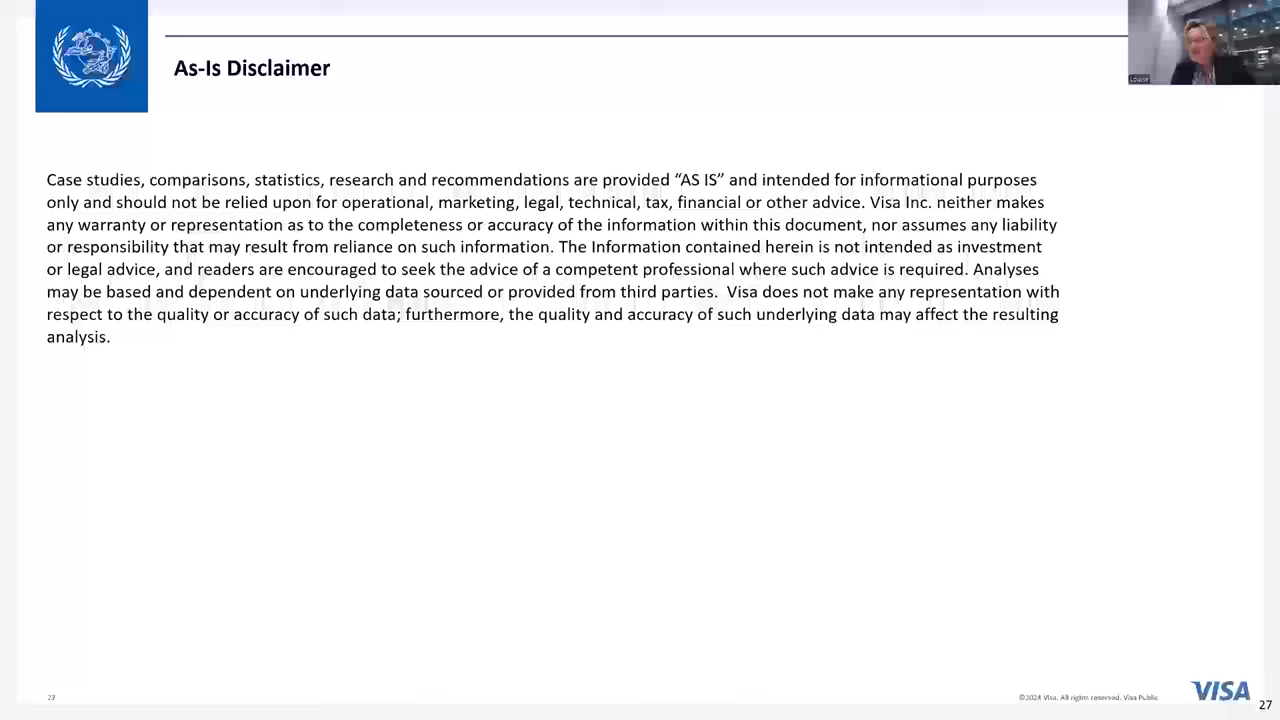 As-Is Disclaimer
Louise
Case studies, comparisons, statistics, research and recommendations are provided “AS IS” and intended for informational purposes
only and should not be relied upon for operational, marketing, legal, technical, tax, financial or other advice. Visa Inc. neither makes
any warranty or representation as to the completeness or accuracy of the information within this document, nor assumes any liability
or responsibility that may result from reliance on such information. The Information contained herein is not intended as investment
or legal advice, and readers are encouraged to seek the advice of a competent professional where such advice is required. Analyses
may be based and dependent on underlying data sourced or provided from third parties.  Visa does not make any representation with
respect to the quality or accuracy of such data; furthermore, the quality and accuracy of such underlying data may affect the resulting
analysis.
27
©2024 Visa. All rights reserved. Visa Public
VISA
27